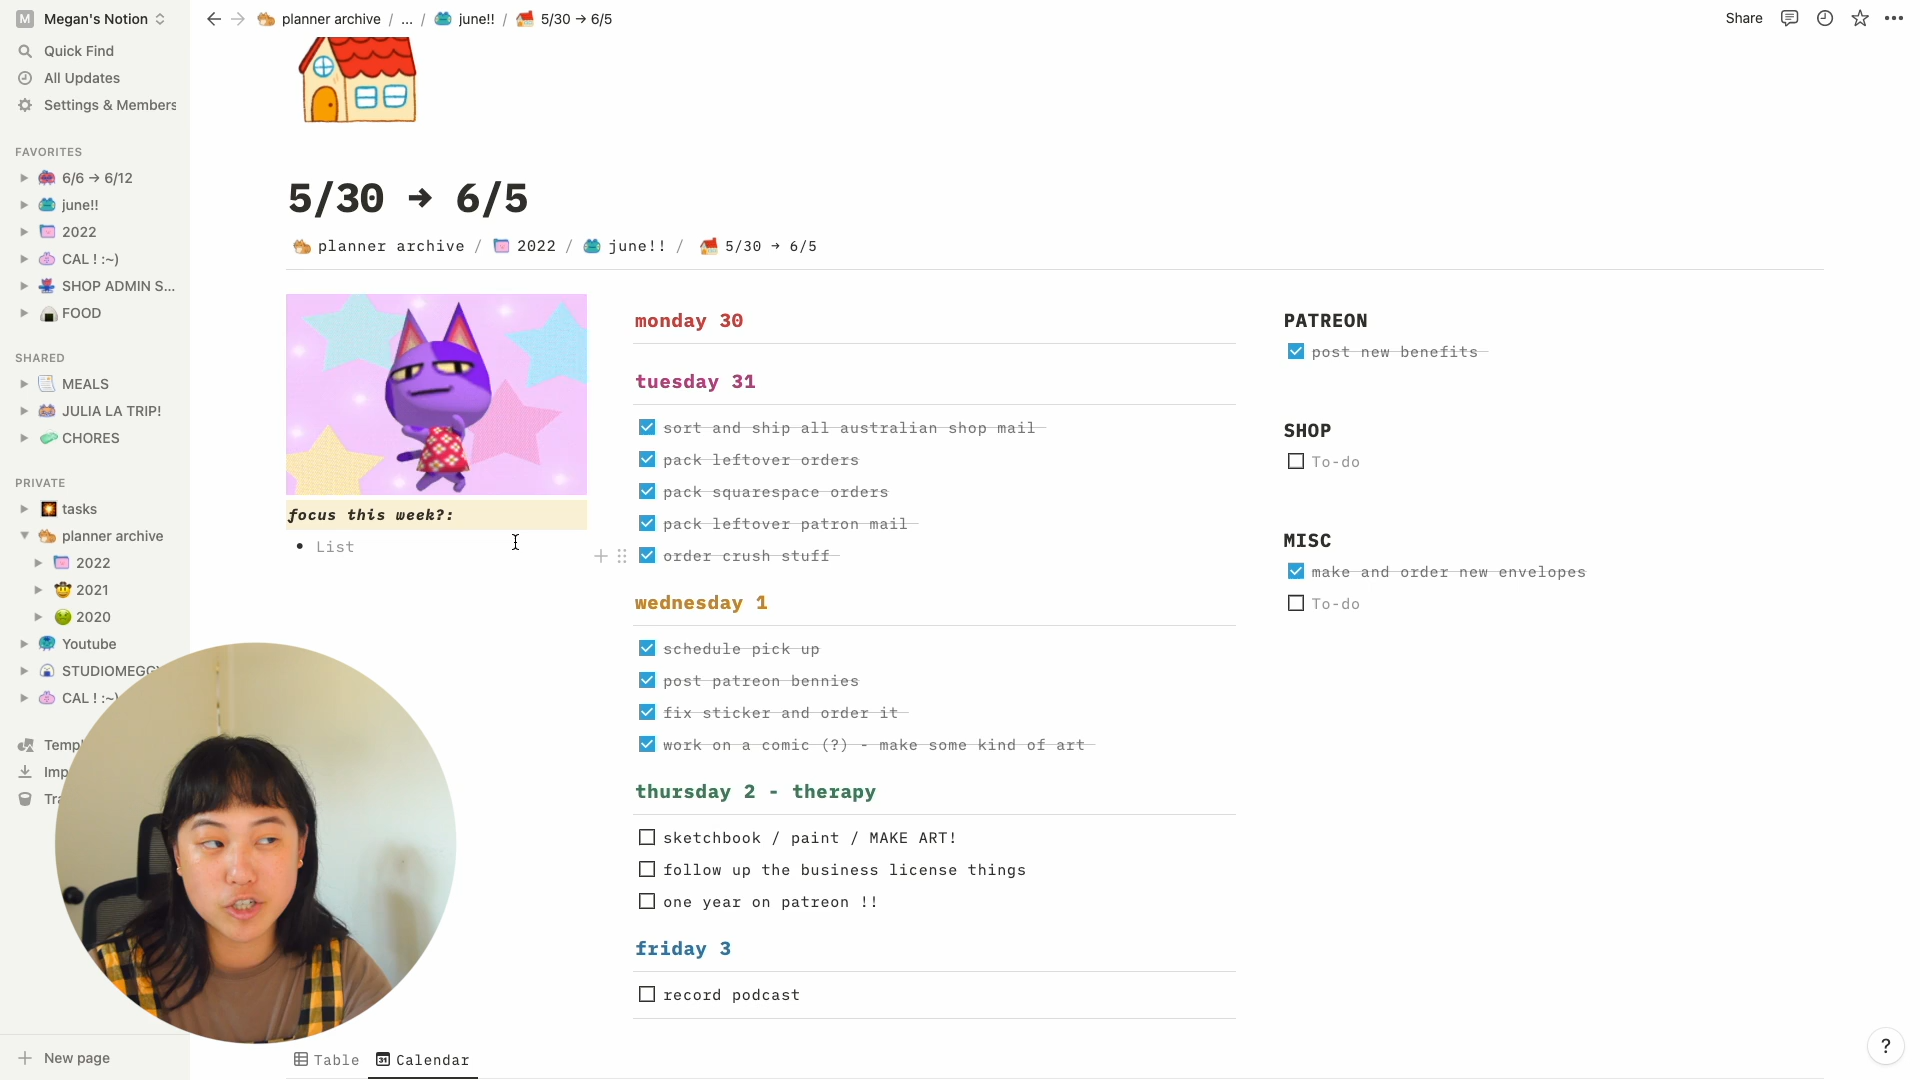 M Megan's Notion
Quick Find
All Updates
Settings & Members
FAVORITES
6/6 → 6/12
june!!
2022
CAL ! :~)
SHOP ADMIN S...
FOOD
SHARED
MEALS
JULIA LA TRIP!
CHORES
PRIVATE
tasks
planner archive
2022
2021
2020
Youtube
STUDIOMEGGY
CAL ! :~)
Templ
Imp
Tra
New page
planner archive / ... / june!! / 5/30 → 6/5
Share
5/30 → 6/5
planner archive / 2022 / june!! / 5/30 → 6/5
focus this week?:
• List
monday 30
tuesday 31
sort and ship all australian shop mail
pack leftover orders
pack squarespace orders
pack leftover patron mail
order crush stuff
wednesday 1
schedule pick up
post patreon bennies
fix sticker and order it
work on a comic (?) - make some kind of art
thursday 2 - therapy
sketchbook / paint / MAKE ART!
follow up the business license things
one year on patreon !!
friday 3
record podcast
PATREON
post new benefits
SHOP
To-do
MISC
make and order new envelopes
To-do
Table
31 Calendar
?